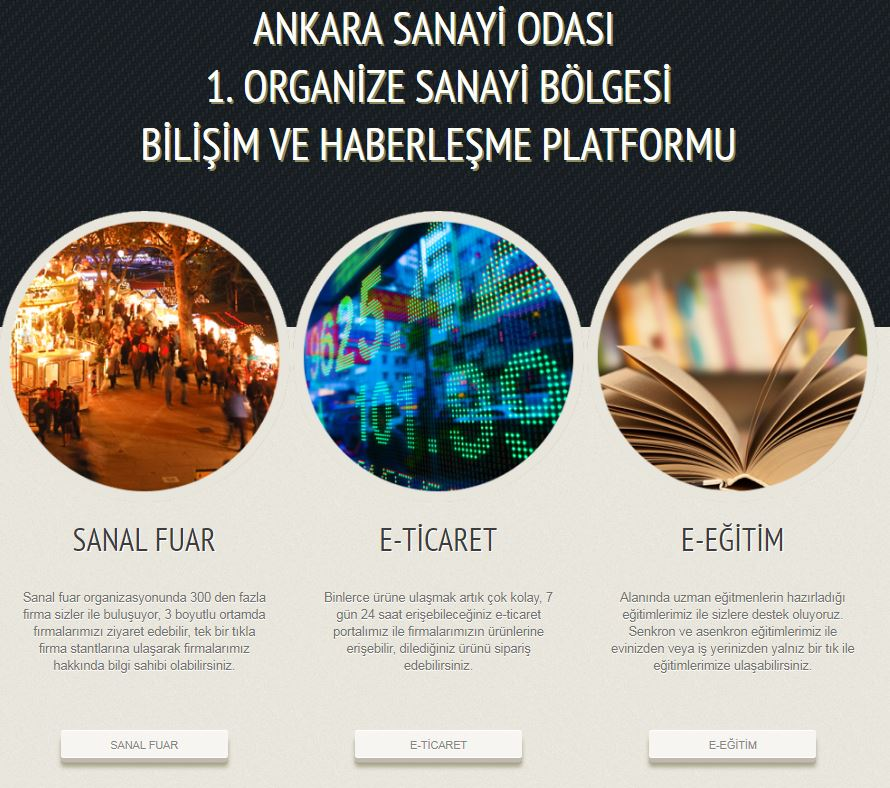 ANKARA SANAYİ ODASI
1. ORGANİZE SANAYİ BÖLGESİ
BİLİŞİM VE HABERLEŞME PLATFORMU
9625.44
101.99
SANAL FUAR
Sanal fuar organizasyonunda 300 den fazla
firma sizler ile buluşuyor, 3 boyutlu ortamda
fırmalarımızı ziyaret edebilir, tek bir tıkla
firma stantlarına ulaşarak firmalarımız
hakkında bilgi sahibi olabilirsiniz.
SANAL FUAR
E-TİCARET
Binlerce ürüne ulaşmak artık çok kolay, 7
gün 24 saat erişebileceğiniz e-ticaret
portalımız ile firmalarımızın ürünlerine
erişebilir, dilediğiniz ürünü sipariş
edebilirsiniz.
E-TİCARET
E-EĞİTİM
Alanında uzman eğitmenlerin hazırladığı
eğitimlerimiz ile sizlere destek oluyoruz.
Senkron ve asenkron eğitimlerimiz ile
evinizden veya iş yerinizden yalnız bir tık ile
eğitimlerimize ulaşabilirsiniz.
E-EĞİTİM